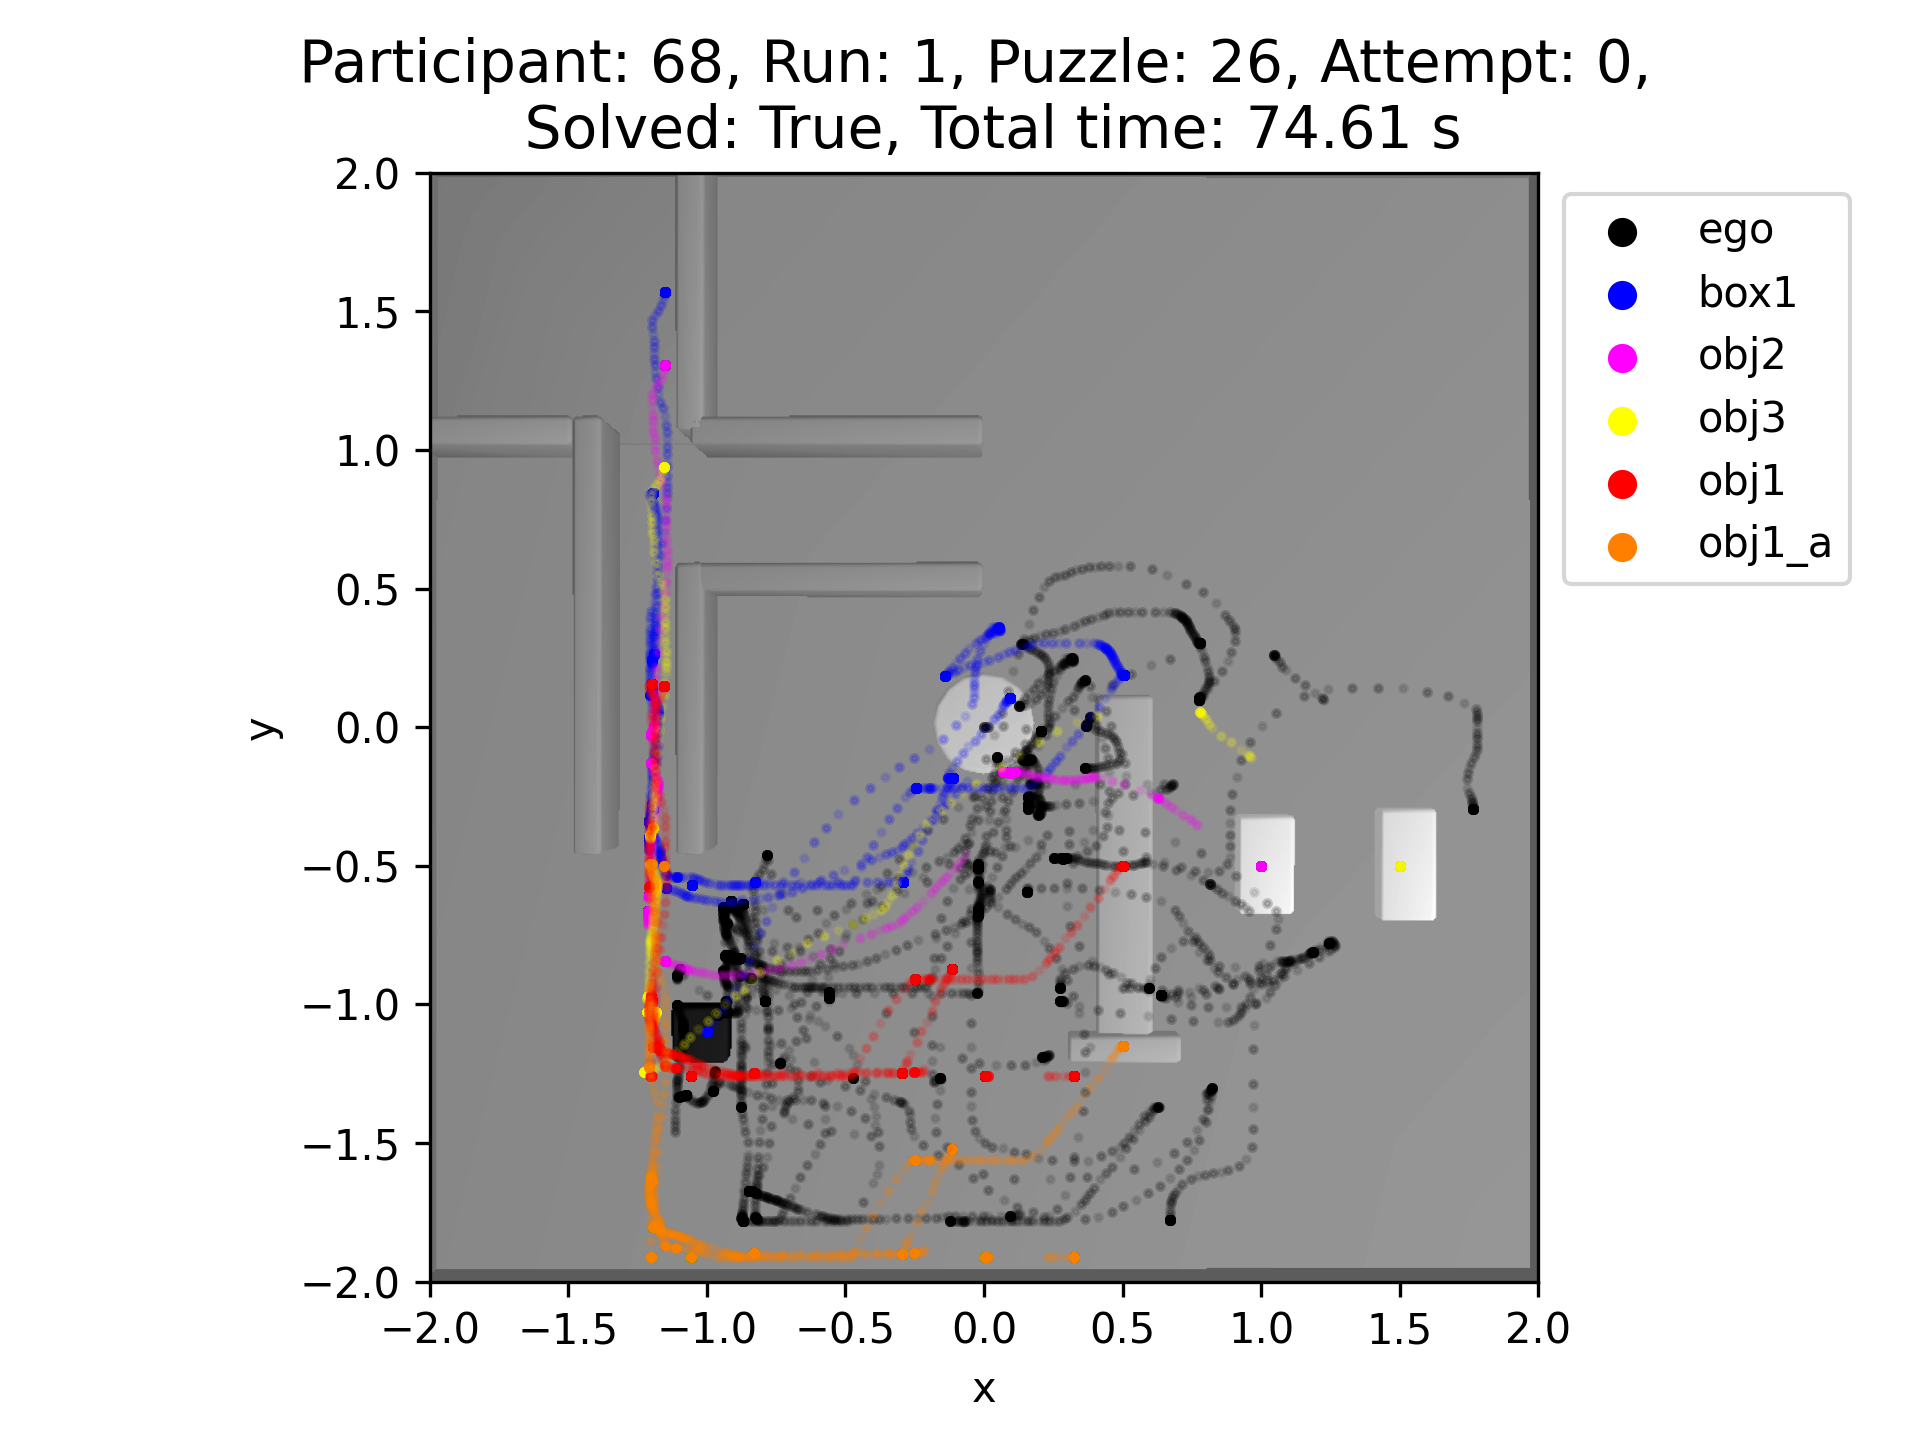 Participant: 68, Run: 1, Puzzle: 26, Attempt: 0,
Solved: True, Total time: 74.61 s
2.0
1.5
1.0
0.5
0.0
−0.5
−1.0
−1.5
−2.0
y
−2.0 −1.5 −1.0 −0.5 0.0 0.5 1.0 1.5 2.0
x
ego
box1
obj2
obj3
obj1
obj1_a